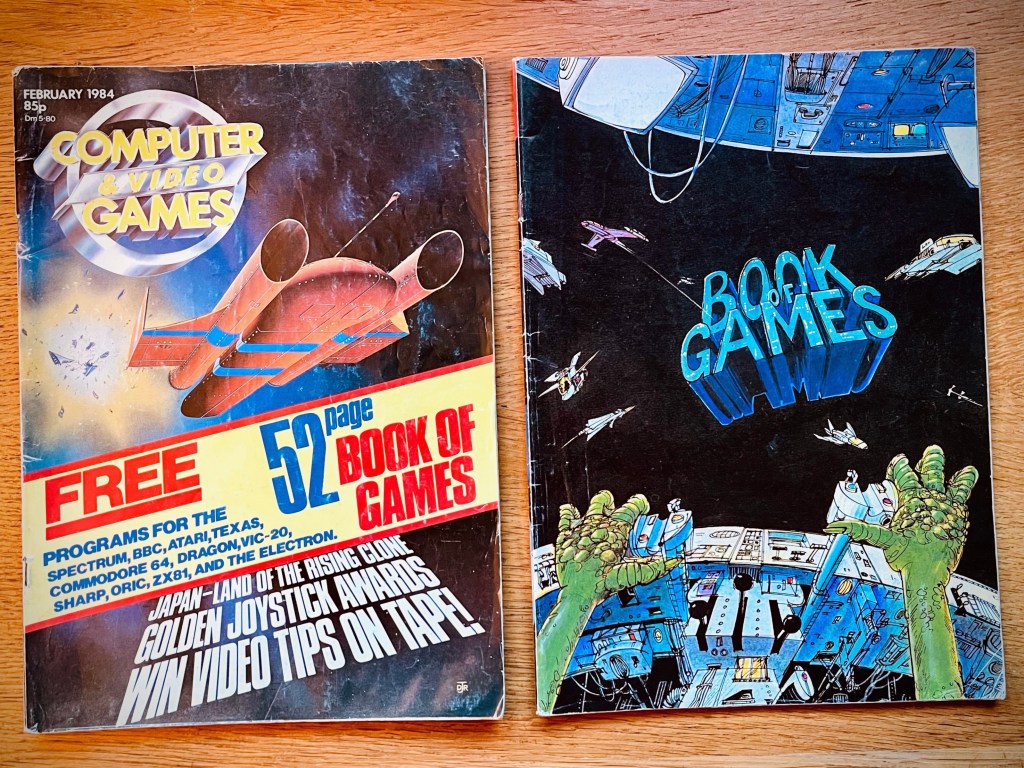 FEBRUARY 1984
85p
Dm5·80
COMPUTER
& VIDEO
GAMES
FREE
52 page
BOOK OF
GAMES
PROGRAMS FOR THE
SPECTRUM, BBC, ATARI, TEXAS,
COMMODORE 64, DRAGON, VIC-20,
SHARP, ORIC, ZX81, AND THE ELECTRON.
JAPAN-LAND OF THE RISING CLONE
GOLDEN JOYSTICK AWARDS
WIN VIDEO TIPS ON TAPE!
BOOK
OF
GAMES